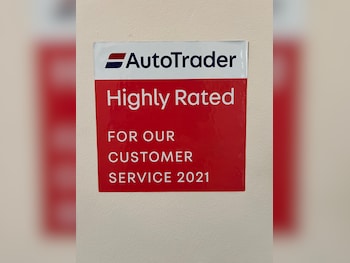 AutoTrader
Highly Rated
FOR OUR
CUSTOMER
SERVICE 2021